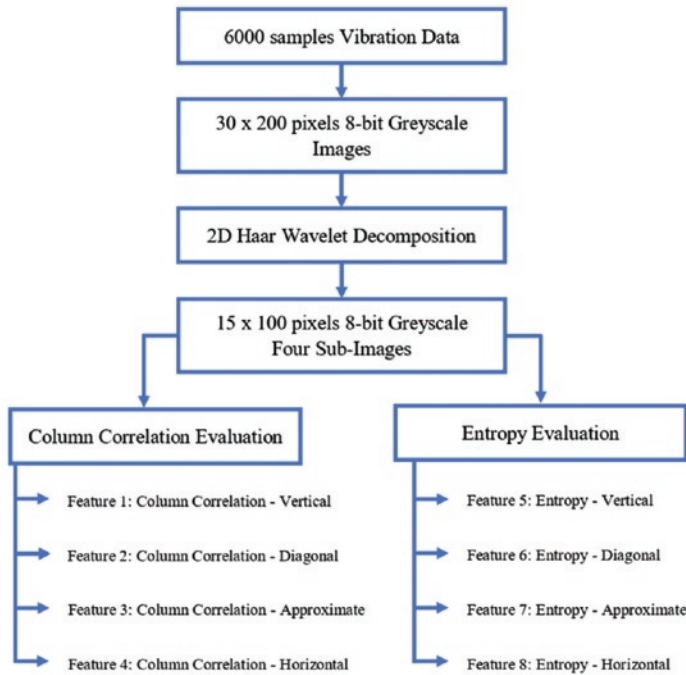 6000 samples Vibration Data
30 x 200 pixels 8-bit Greyscale
Images
2D Haar Wavelet Decomposition
15 x 100 pixels 8-bit Greyscale
Four Sub-Images
Column Correlation Evaluation
Feature 1: Column Correlation - Vertical
Feature 2: Column Correlation - Diagonal
Feature 3: Column Correlation - Approximate
Feature 4: Column Correlation - Horizontal
Entropy Evaluation
Feature 5: Entropy - Vertical
Feature 6: Entropy - Diagonal
Feature 7: Entropy - Approximate
Feature 8: Entropy - Horizontal